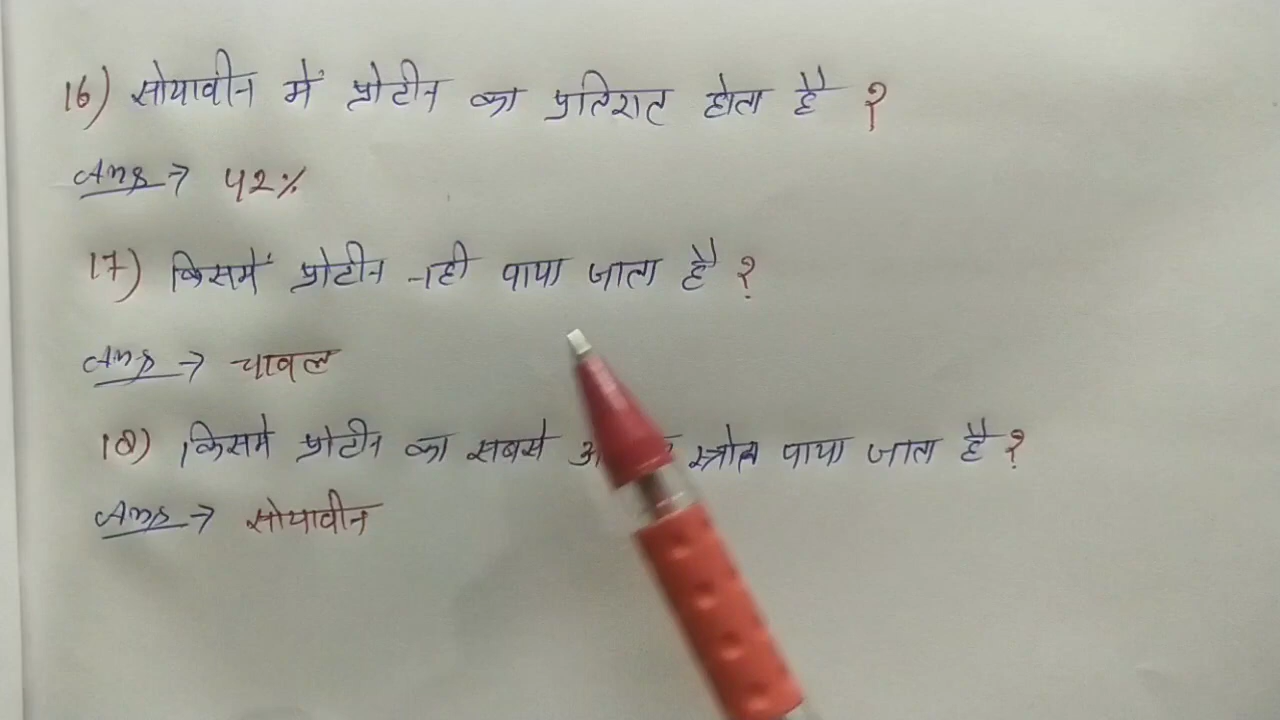 16) सोयावीन में प्रोटीन का प्रतिशत होता है ?
Ans → 42%
17) किसमें प्रोटीन नही पाया जाता है ?
Ans → चावल
18) किसमे प्रोटीन का सबसे स्त्रोत पाया जाता है ?
Ans → सोयावीन